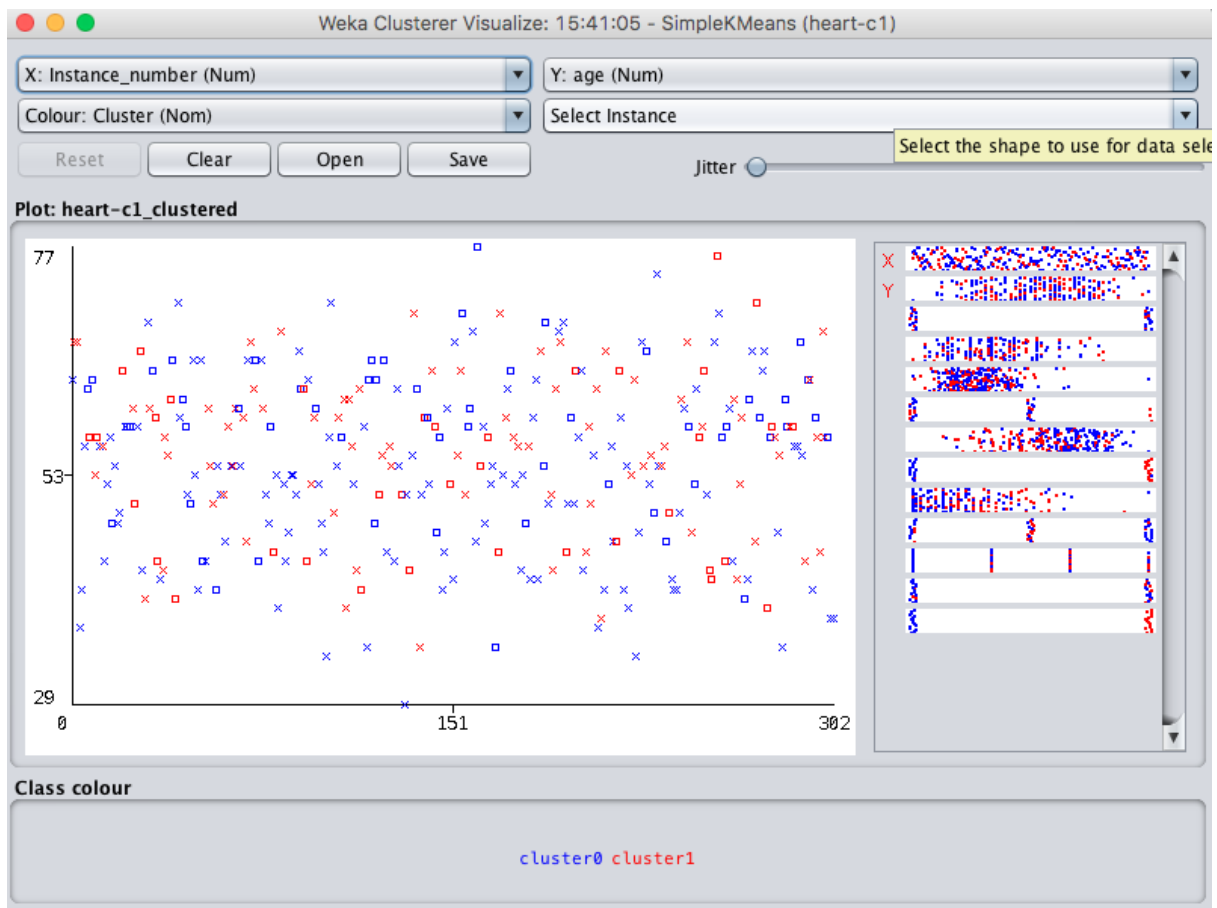 Weka Clusterer Visualize: 15:41:05 - SimpleKMeans (heart-c1)
X: Instance_number (Num)
Y: age (Num)
Colour: Cluster (Nom)
Select Instance
Reset
Clear
Open
Save
Jitter
Select the shape to use for data sele
Plot: heart-c1_clustered
77
53
29
0
151
302
X
Y
Class colour
cluster0 cluster1